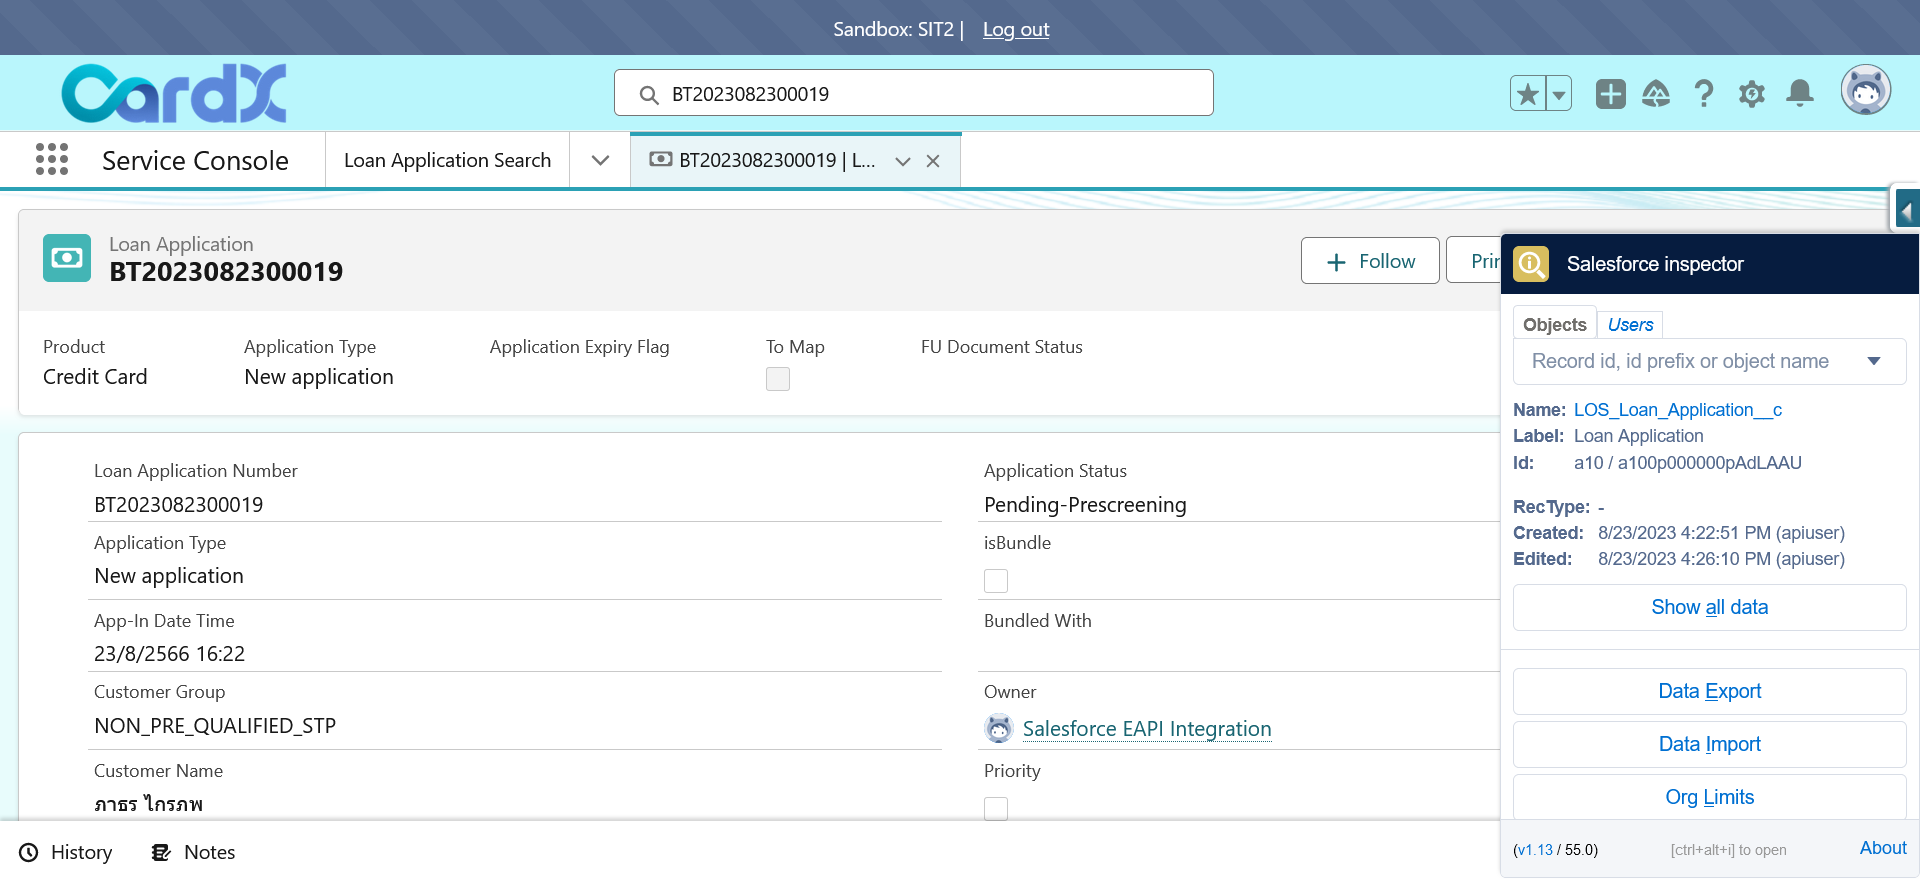 Sandbox: SIT2 | Log out
CardX
BT2023082300019
Service Console
Loan Application Search
BT2023082300019 | L...
Loan Application
BT2023082300019
Follow
Prin
Product
Application Type
Application Expiry Flag
To Map
FU Document Status
Credit Card
New application
Loan Application Number
BT2023082300019
Application Status
Pending-Prescreening
Application Type
New application
isBundle
App-In Date Time
23/8/2566 16:22
Bundled With
Customer Group
NON_PRE_QUALIFIED_STP
Owner
Salesforce EAPI Integration
Customer Name
ภาธร ไกรภพ
Priority
History
Notes
Salesforce inspector
Objects
Users
Record id, id prefix or object name
Name: LOS_Loan_Application__c
Label: Loan Application
Id: a10 / a100p000000pAdLAAU
RecType: -
Created: 8/23/2023 4:22:51 PM (apiuser)
Edited: 8/23/2023 4:26:10 PM (apiuser)
Show all data
Data Export
Data Import
Org Limits
(v1.13 / 55.0)
[ctrl+alt+i] to open
About